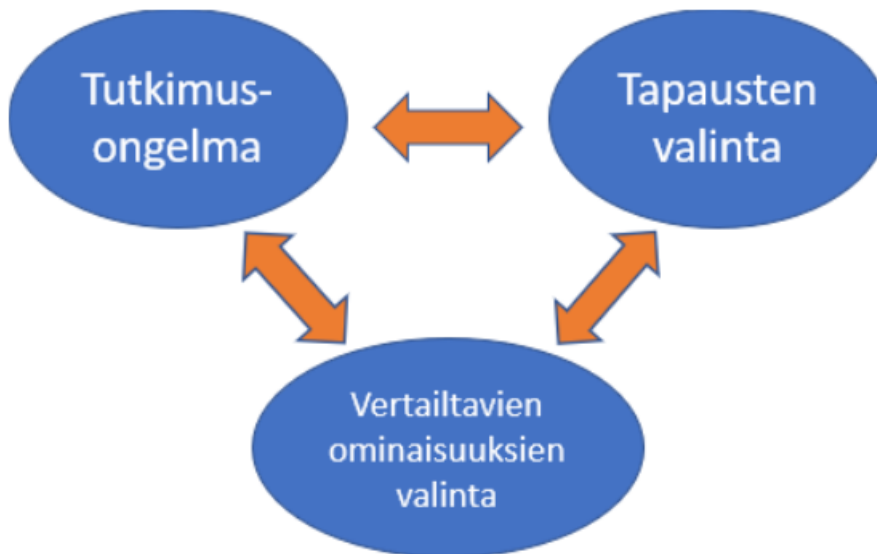 Tutkimus-
ongelma
Tapausten
valinta
Vertailtavien
ominaisuuksien
valinta